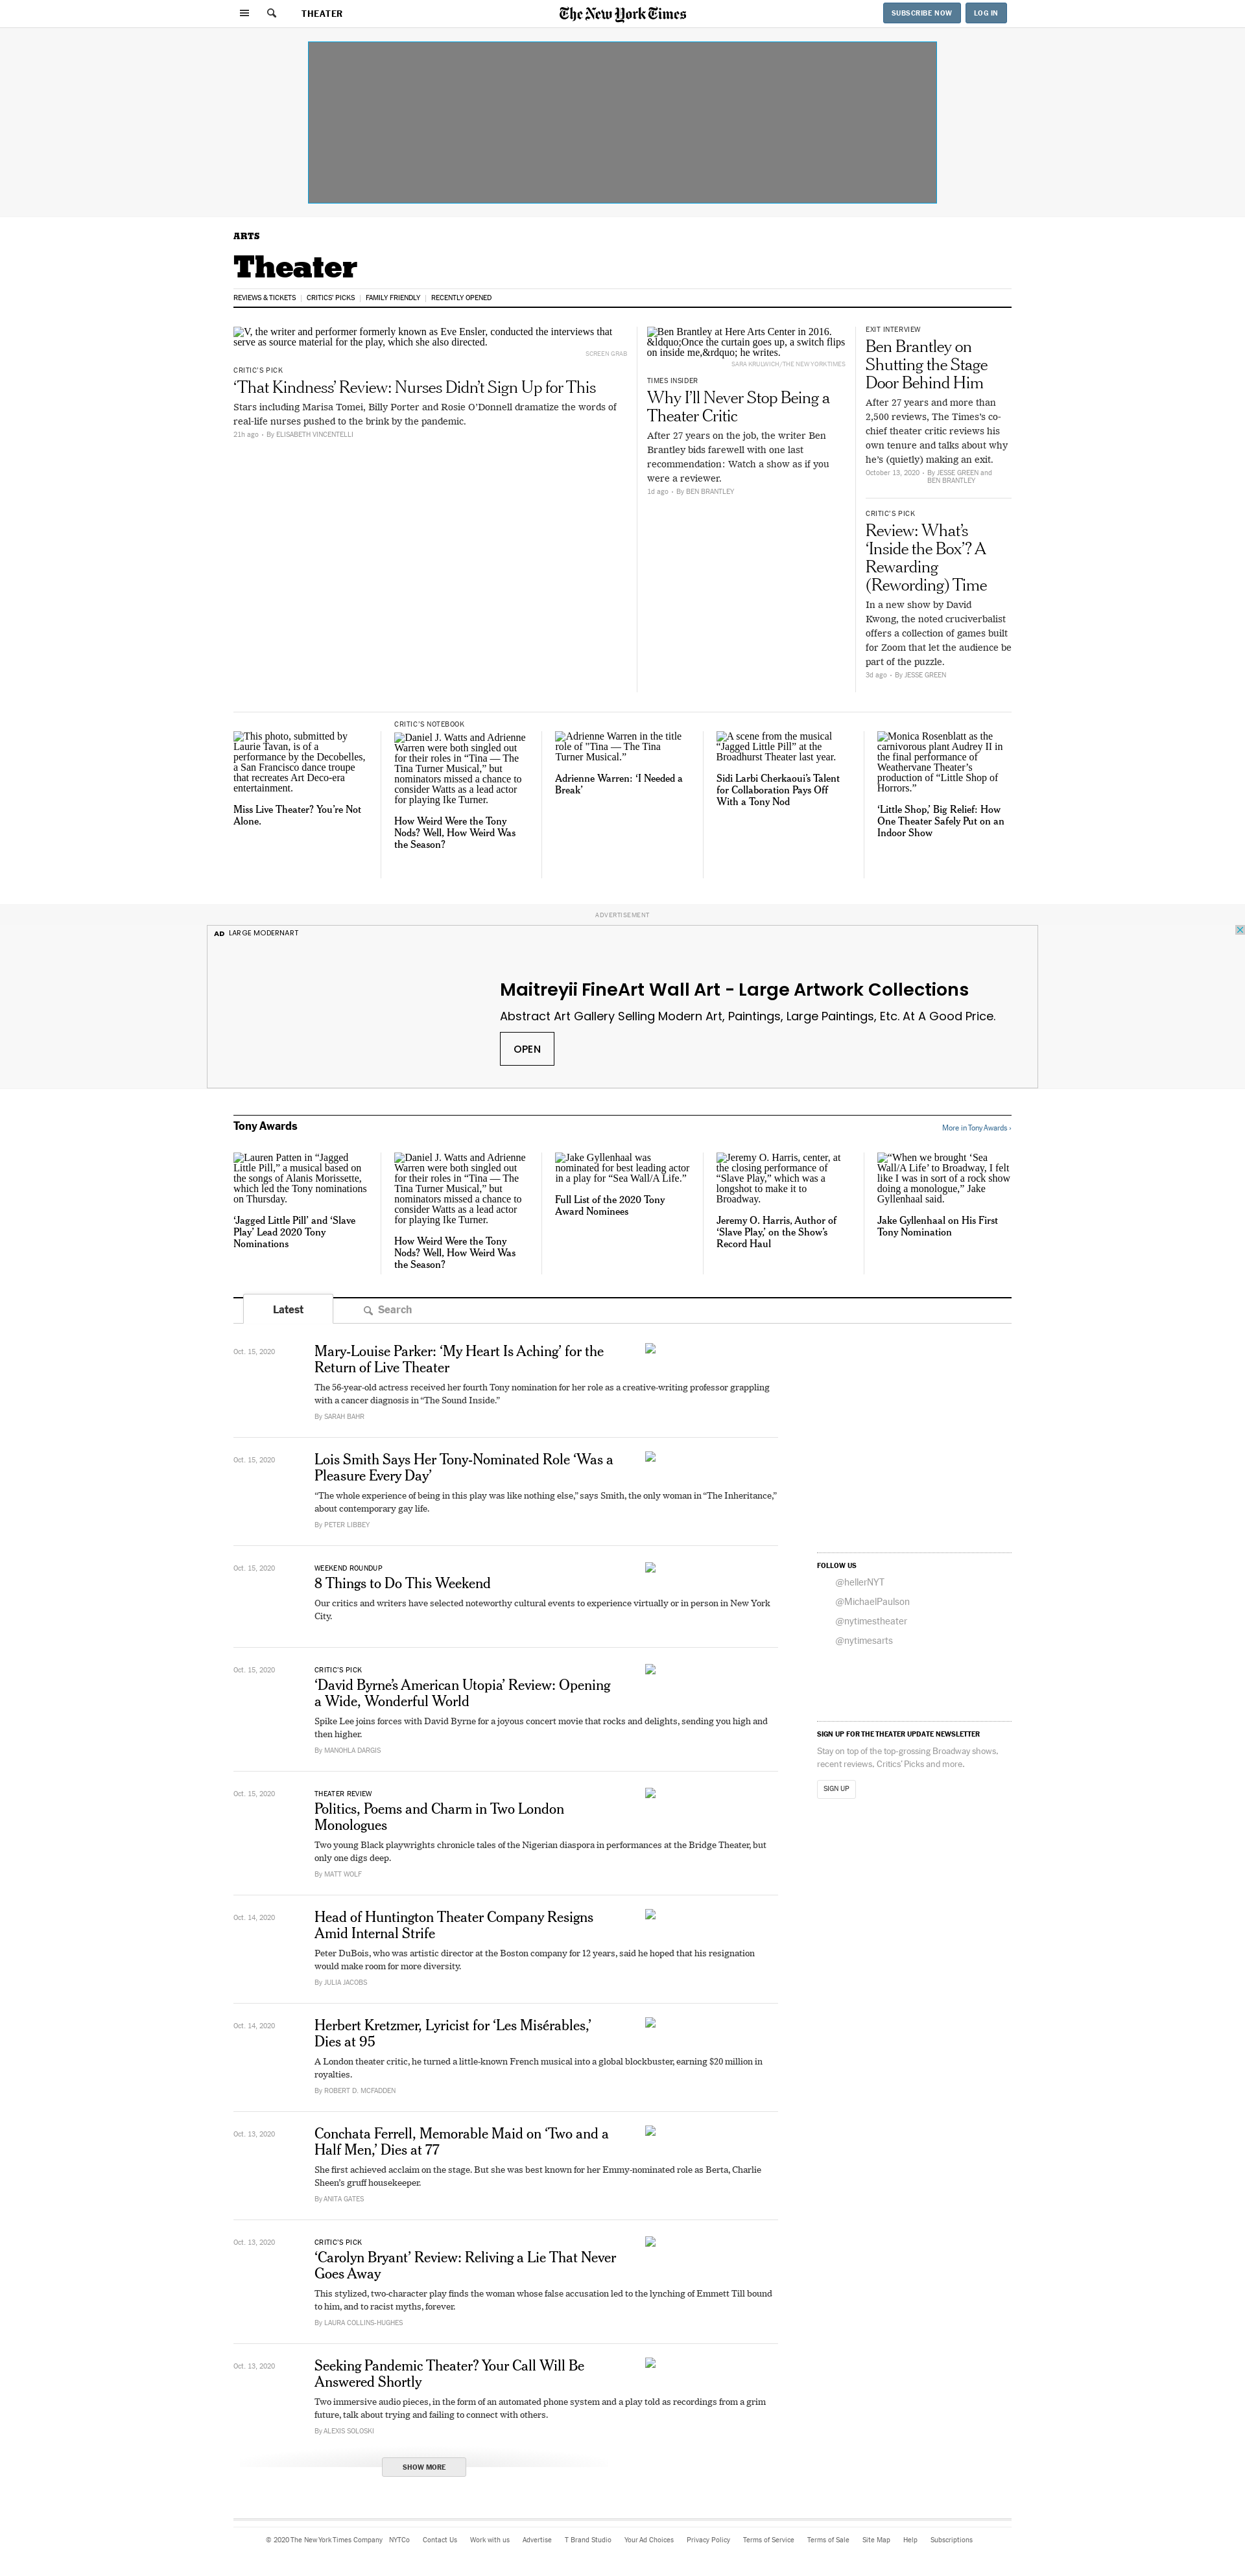 THEATER
The New York Times
SUBSCRIBE NOW
LOG IN
ARTS
Theater
REVIEWS & TICKETS
CRITICS' PICKS
FAMILY FRIENDLY
RECENTLY OPENED
V, the writer and performer formerly known as Eve Ensler, conducted the interviews that
serve as source material for the play, which she also directed.
SCREEN GRAB
CRITIC'S PICK
‘That Kindness’ Review: Nurses Didn’t Sign Up for This
Stars including Marisa Tomei, Billy Porter and Rosie O’Donnell dramatize the words of
real-life nurses pushed to the brink by the pandemic.
21h ago • By ELISABETH VINCENTELLI
Ben Brantley at Here Arts Center in 2016.
&ldquo;Once the curtain goes up, a switch flips
on inside me,&rdquo; he writes.
SARA KRULWICH/THE NEW YORK TIMES
TIMES INSIDER
Why I’ll Never Stop Being a
Theater Critic
After 27 years on the job, the writer Ben
Brantley bids farewell with one last
recommendation: Watch a show as if you
were a reviewer.
1d ago • By BEN BRANTLEY
EXIT INTERVIEW
Ben Brantley on
Shutting the Stage
Door Behind Him
After 27 years and more than
2,500 reviews, The Times’s co-
chief theater critic reviews his
own tenure and talks about why
he’s (quietly) making an exit.
October 13, 2020 • By JESSE GREEN and
BEN BRANTLEY
CRITIC'S PICK
Review: What’s
‘Inside the Box’? A
Rewarding
(Rewording) Time
In a new show by David
Kwong, the noted cruciverbalist
offers a collection of games built
for Zoom that let the audience be
part of the puzzle.
3d ago • By JESSE GREEN
This photo, submitted by
Laurie Tavan, is of a
performance by the Decobelles,
a San Francisco dance troupe
that recreates Art Deco-era
entertainment.
Miss Live Theater? You’re Not
Alone.
CRITIC'S NOTEBOOK
Daniel J. Watts and Adrienne
Warren were both singled out
for their roles in “Tina — The
Tina Turner Musical,” but
nominators missed a chance to
consider Watts as a lead actor
for playing Ike Turner.
How Weird Were the Tony
Nods? Well, How Weird Was
the Season?
Adrienne Warren in the title
role of "Tina — The Tina
Turner Musical.”
Adrienne Warren: ‘I Needed a
Break’
A scene from the musical
“Jagged Little Pill” at the
Broadhurst Theater last year.
Sidi Larbi Cherkaoui’s Talent
for Collaboration Pays Off
With a Tony Nod
Monica Rosenblatt as the
carnivorous plant Audrey II in
the final performance of
Weathervane Theater’s
production of “Little Shop of
Horrors.”
‘Little Shop,’ Big Relief: How
One Theater Safely Put on an
Indoor Show
ADVERTISEMENT
AD LARGE MODERNART
Maitreyii FineArt Wall Art - Large Artwork Collections
Abstract Art Gallery Selling Modern Art, Paintings, Large Paintings, Etc. At A Good Price.
OPEN
Tony Awards
More in Tony Awards ›
Lauren Patten in “Jagged
Little Pill,” a musical based on
the songs of Alanis Morissette,
which led the Tony nominations
on Thursday.
‘Jagged Little Pill’ and ‘Slave
Play’ Lead 2020 Tony
Nominations
Daniel J. Watts and Adrienne
Warren were both singled out
for their roles in “Tina — The
Tina Turner Musical,” but
nominators missed a chance to
consider Watts as a lead actor
for playing Ike Turner.
How Weird Were the Tony
Nods? Well, How Weird Was
the Season?
Jake Gyllenhaal was
nominated for best leading actor
in a play for “Sea Wall/A Life.”
Full List of the 2020 Tony
Award Nominees
Jeremy O. Harris, center, at
the closing performance of
“Slave Play,” which was a
longshot to make it to
Broadway.
Jeremy O. Harris, Author of
‘Slave Play,’ on the Show’s
Record Haul
“When we brought ‘Sea
Wall/A Life’ to Broadway, I felt
like I was in sort of a rock show
doing a monologue,” Jake
Gyllenhaal said.
Jake Gyllenhaal on His First
Tony Nomination
Latest
Search
Oct. 15, 2020
Mary-Louise Parker: ‘My Heart Is Aching’ for the
Return of Live Theater
The 56-year-old actress received her fourth Tony nomination for her role as a creative-writing professor grappling
with a cancer diagnosis in “The Sound Inside.”
By SARAH BAHR
Oct. 15, 2020
Lois Smith Says Her Tony-Nominated Role ‘Was a
Pleasure Every Day’
“The whole experience of being in this play was like nothing else,” says Smith, the only woman in “The Inheritance,”
about contemporary gay life.
By PETER LIBBEY
Oct. 15, 2020
WEEKEND ROUNDUP
8 Things to Do This Weekend
Our critics and writers have selected noteworthy cultural events to experience virtually or in person in New York
City.
Oct. 15, 2020
CRITIC'S PICK
‘David Byrne’s American Utopia’ Review: Opening
a Wide, Wonderful World
Spike Lee joins forces with David Byrne for a joyous concert movie that rocks and delights, sending you high and
then higher.
By MANOHLA DARGIS
Oct. 15, 2020
THEATER REVIEW
Politics, Poems and Charm in Two London
Monologues
Two young Black playwrights chronicle tales of the Nigerian diaspora in performances at the Bridge Theater, but
only one digs deep.
By MATT WOLF
Oct. 14, 2020
Head of Huntington Theater Company Resigns
Amid Internal Strife
Peter DuBois, who was artistic director at the Boston company for 12 years, said he hoped that his resignation
would make room for more diversity.
By JULIA JACOBS
Oct. 14, 2020
Herbert Kretzmer, Lyricist for ‘Les Misérables,’
Dies at 95
A London theater critic, he turned a little-known French musical into a global blockbuster, earning $20 million in
royalties.
By ROBERT D. MCFADDEN
Oct. 13, 2020
Conchata Ferrell, Memorable Maid on ‘Two and a
Half Men,’ Dies at 77
She first achieved acclaim on the stage. But she was best known for her Emmy-nominated role as Berta, Charlie
Sheen’s gruff housekeeper.
By ANITA GATES
Oct. 13, 2020
CRITIC'S PICK
‘Carolyn Bryant’ Review: Reliving a Lie That Never
Goes Away
This stylized, two-character play finds the woman whose false accusation led to the lynching of Emmett Till bound
to him, and to racist myths, forever.
By LAURA COLLINS-HUGHES
Oct. 13, 2020
Seeking Pandemic Theater? Your Call Will Be
Answered Shortly
Two immersive audio pieces, in the form of an automated phone system and a play told as recordings from a grim
future, talk about trying and failing to connect with others.
By ALEXIS SOLOSKI
SHOW MORE
FOLLOW US
@hellerNYT
@MichaelPaulson
@nytimestheater
@nytimesarts
SIGN UP FOR THE THEATER UPDATE NEWSLETTER
Stay on top of the top-grossing Broadway shows,
recent reviews, Critics’ Picks and more.
SIGN UP
© 2020 The New York Times Company
NYTCo
Contact Us
Work with us
Advertise
T Brand Studio
Your Ad Choices
Privacy Policy
Terms of Service
Terms of Sale
Site Map
Help
Subscriptions